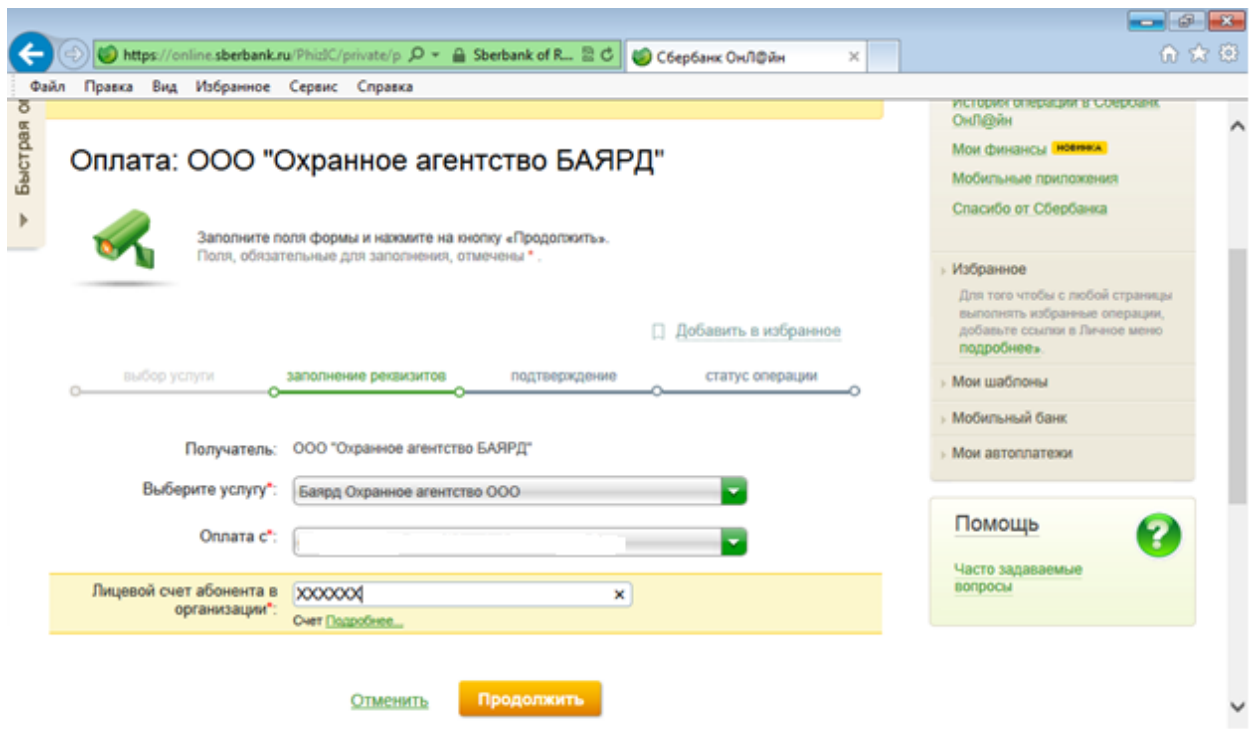 https://online.sberbank.ru/PhizIC/private/p
Sberbank of R...
Сбербанк ОнЛ@йн
Файл Правка Вид Избранное Сервис Справка
Быстрая
История операций в Сбербанк
ОнЛ@йн
Мои финансы НОВИНКА
Мобильные приложения
Спасибо от Сбербанка
Оплата: ООО "Охранное агентство БАЯРД"
Заполните поля формы и нажмите на кнопку «Продолжить».
Поля, обязательные для заполнения, отмечены * .
Добавить в избранное
выбор услуги заполнение реквизитов подтверждение статус операции
Получатель: ООО "Охранное агентство БАЯРД"
Выберите услугу*: Баярд Охранное агентство ООО
Оплата с*:
Лицевой счет абонента в
организации*:
XXXXXX
Счет Подробнее...
Отменить Продолжить
Избранное
Для того чтобы с любой страницы
выполнять избранные операции,
добавьте ссылки в Личное меню
подробнее».
Мои шаблоны
Мобильный банк
Мои автоплатежи
Помощь
Часто задаваемые
вопросы